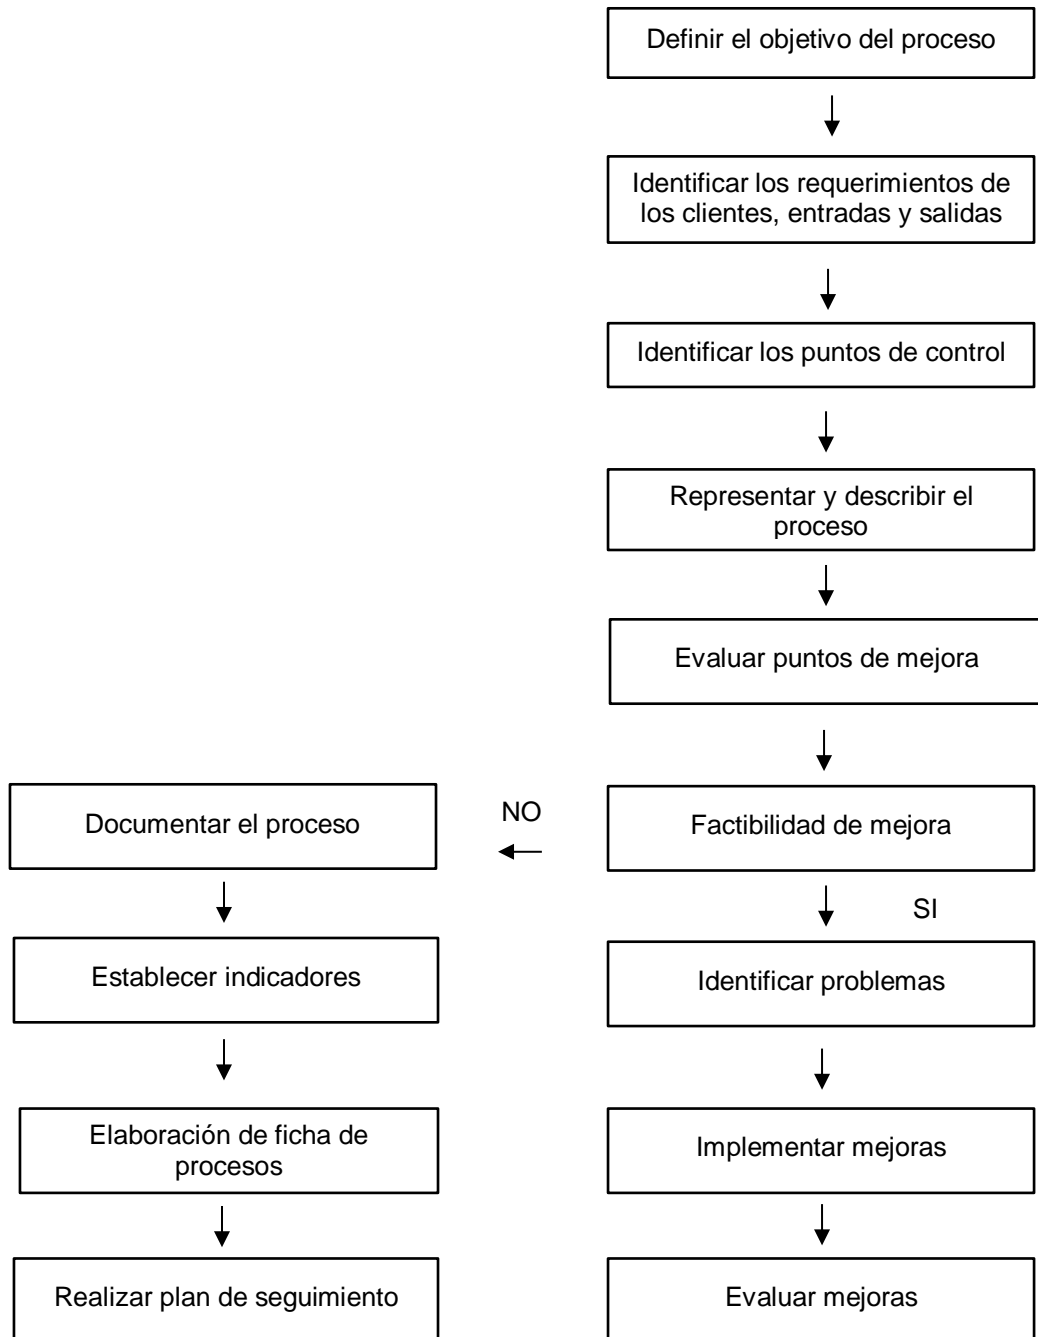 Definir el objetivo del proceso
Identificar los requerimientos de
los clientes, entradas y salidas
Identificar los puntos de control
Representar y describir el
proceso
Evaluar puntos de mejora
Factibilidad de mejora
NO
Documentar el proceso
SI
Establecer indicadores
Identificar problemas
Elaboración de ficha de
procesos
Implementar mejoras
Realizar plan de seguimiento
Evaluar mejoras